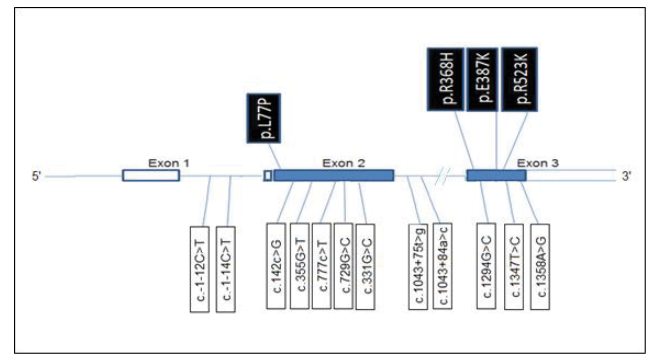 p.R368H
p.E387K
p.R523K
p.L77P
Exon 1
Exon 2
Exon 3
5'
3'
c.-1-12C>T
c.-1-14C>T
c.142c>G
c.355G>T
c.777c>T
c.729G>C
c.331G>C
c.1043+75t>g
c.1043+84a>c
c.1294G>C
c.1347T>C
c.1358A>G